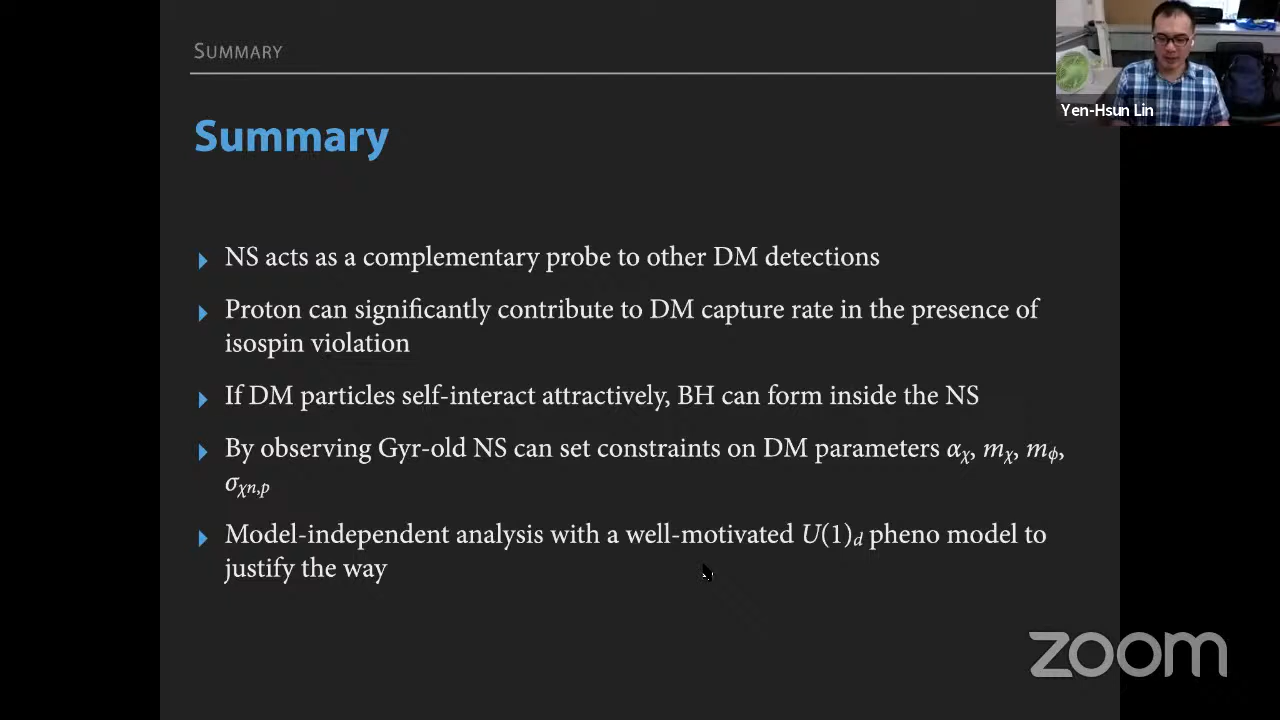 SUMMARY
Yen-Hsun Lin
Summary
NS acts as a complementary probe to other DM detections
Proton can significantly contribute to DM capture rate in the presence of
isospin violation
If DM particles self-interact attractively, BH can form inside the NS
By observing Gyr-old NS can set constraints on DM parameters αχ, mχ, mϕ,
σχn,p
Model-independent analysis with a well-motivated U(1)d pheno model to
justify the way
zoom